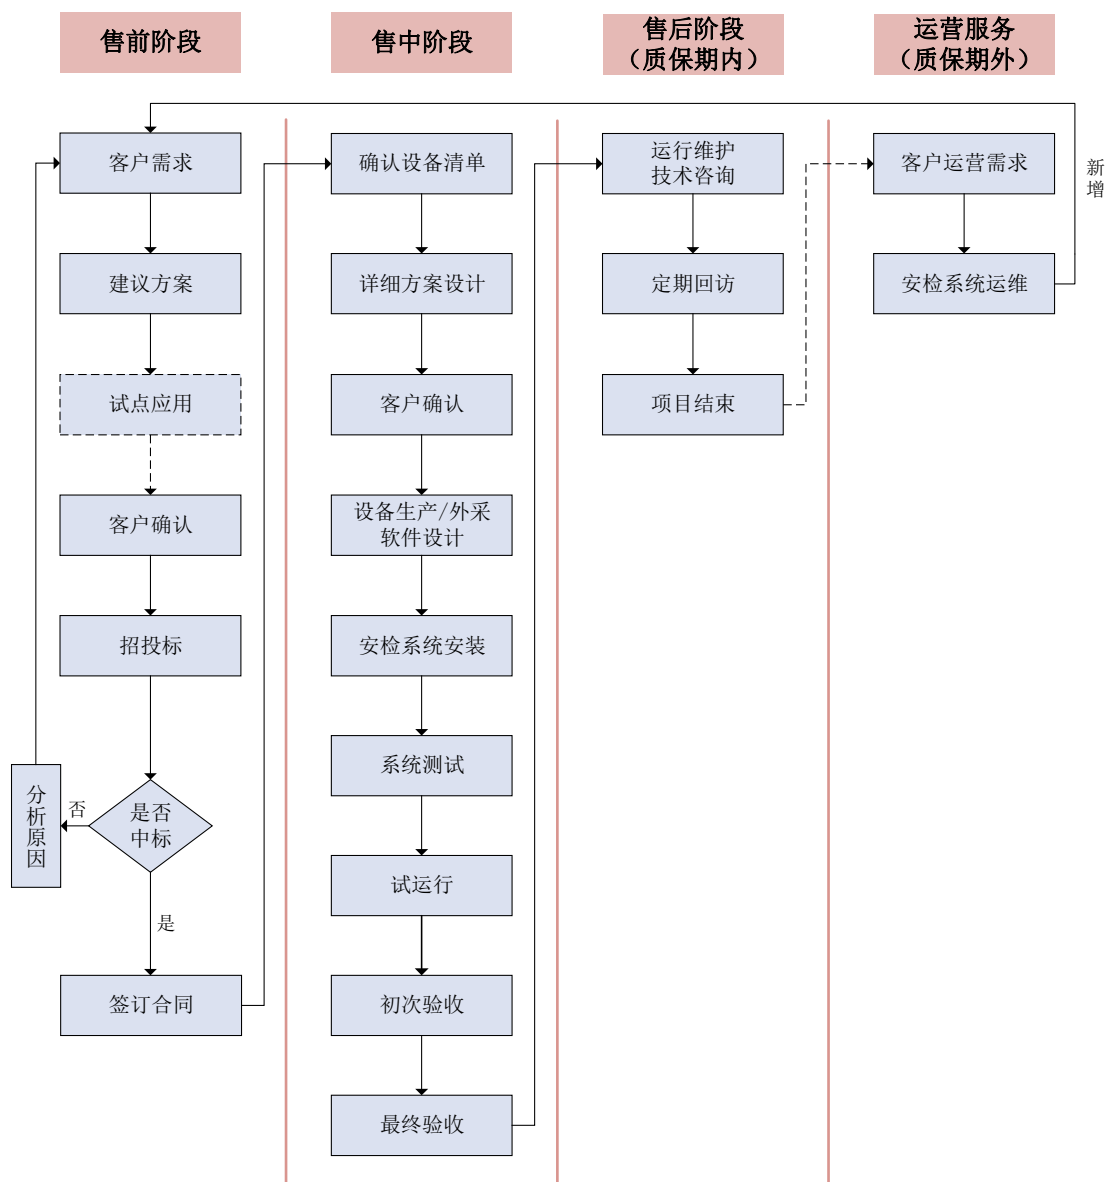 售前阶段
售中阶段
售后阶段
（质保期内）
运营服务
（质保期外）
客户需求
建议方案
试点应用
客户确认
招投标
是否
中标
否
分析原因
是
签订合同
确认设备清单
详细方案设计
客户确认
设备生产/外采
软件设计
安检系统安装
系统测试
试运行
初次验收
最终验收
运行维护
技术咨询
定期回访
项目结束
客户运营需求
安检系统运维
新增